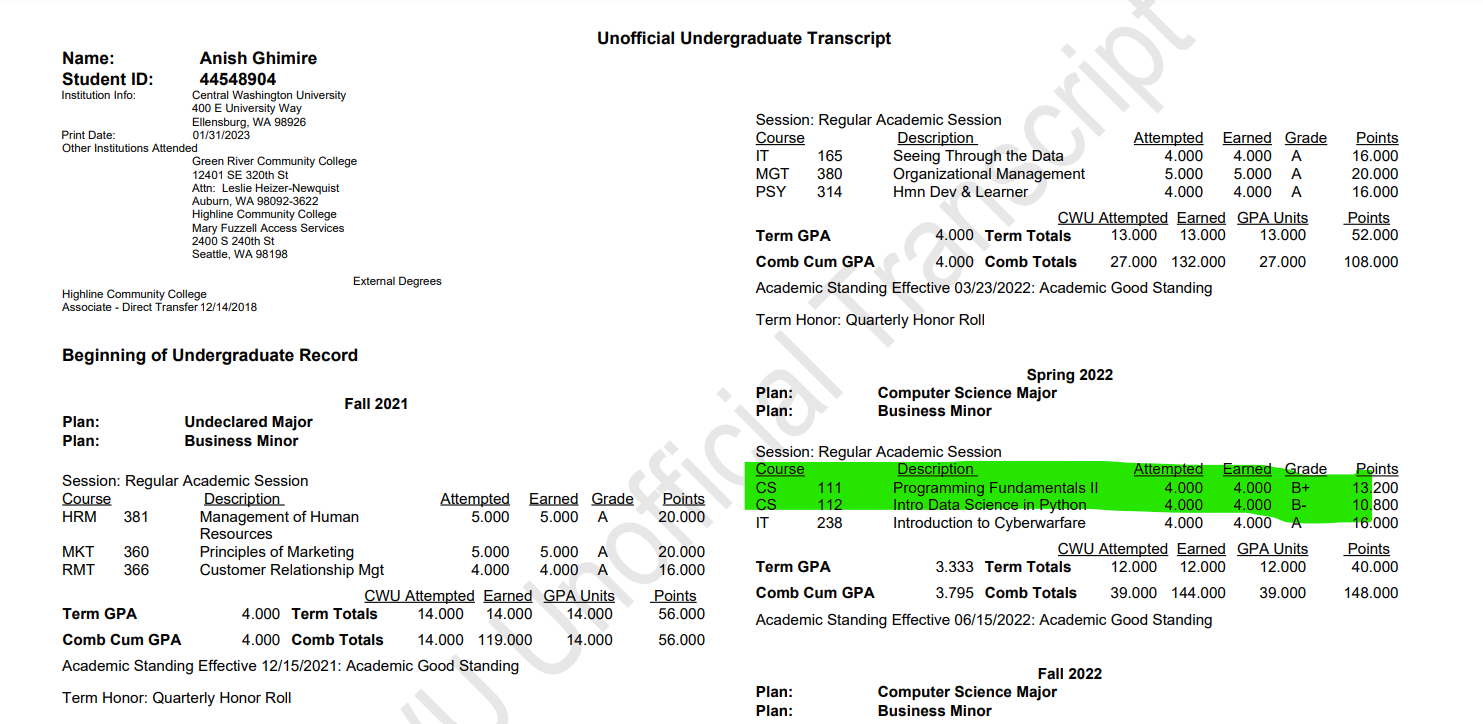 Unofficial Undergraduate Transcript
Name: Anish Ghimire
Student ID: 44548904
Institution Info: Central Washington University
400 E University Way
Ellensburg, WA 98926
Print Date: 01/31/2023
Other Institutions Attended
Green River Community College
12401 SE 320th St
Attn: Leslie Heizer-Newquist
Auburn, WA 98092-3622
Highline Community College
Mary Fuzzell Access Services
2400 S 240th St
Seattle, WA 98198
External Degrees
Highline Community College
Associate - Direct Transfer 12/14/2018
Beginning of Undergraduate Record
Fall 2021
Plan: Undeclared Major
Plan: Business Minor
Session: Regular Academic Session
Course Description Attempted Earned Grade Points
HRM 381 Management of Human 5.000 5.000 A 20.000
Resources
MKT 360 Principles of Marketing 5.000 5.000 A 20.000
RMT 366 Customer Relationship Mgt 4.000 4.000 A 16.000
CWU Attempted Earned GPA Units Points
Term GPA 4.000 Term Totals 14.000 14.000 14.000 56.000
Comb Cum GPA 4.000 Comb Totals 14.000 119.000 14.000 56.000
Academic Standing Effective 12/15/2021: Academic Good Standing
Term Honor: Quarterly Honor Roll
Session: Regular Academic Session
Course Description Attempted Earned Grade Points
IT 165 Seeing Through the Data 4.000 4.000 A 16.000
MGT 380 Organizational Management 5.000 5.000 A 20.000
PSY 314 Hmn Dev & Learner 4.000 4.000 A 16.000
CWU Attempted Earned GPA Units Points
Term GPA 4.000 Term Totals 13.000 13.000 13.000 52.000
Comb Cum GPA 4.000 Comb Totals 27.000 132.000 27.000 108.000
Academic Standing Effective 03/23/2022: Academic Good Standing
Term Honor: Quarterly Honor Roll
Spring 2022
Plan: Computer Science Major
Plan: Business Minor
Session: Regular Academic Session
Course Description Attempted Earned Grade Points
CS 111 Programming Fundamentals II 4.000 4.000 B+ 13.200
CS 112 Intro Data Science in Python 4.000 4.000 B- 10.800
IT 238 Introduction to Cyberwarfare 4.000 4.000 A 16.000
CWU Attempted Earned GPA Units Points
Term GPA 3.333 Term Totals 12.000 12.000 12.000 40.000
Comb Cum GPA 3.795 Comb Totals 39.000 144.000 39.000 148.000
Academic Standing Effective 06/15/2022: Academic Good Standing
Fall 2022
Plan: Computer Science Major
Plan: Business Minor
WU Unofficial Transcript